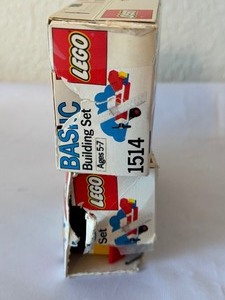 LEGO
BASIC
Building Set
Ages 5-7
1514
LEGO
Set